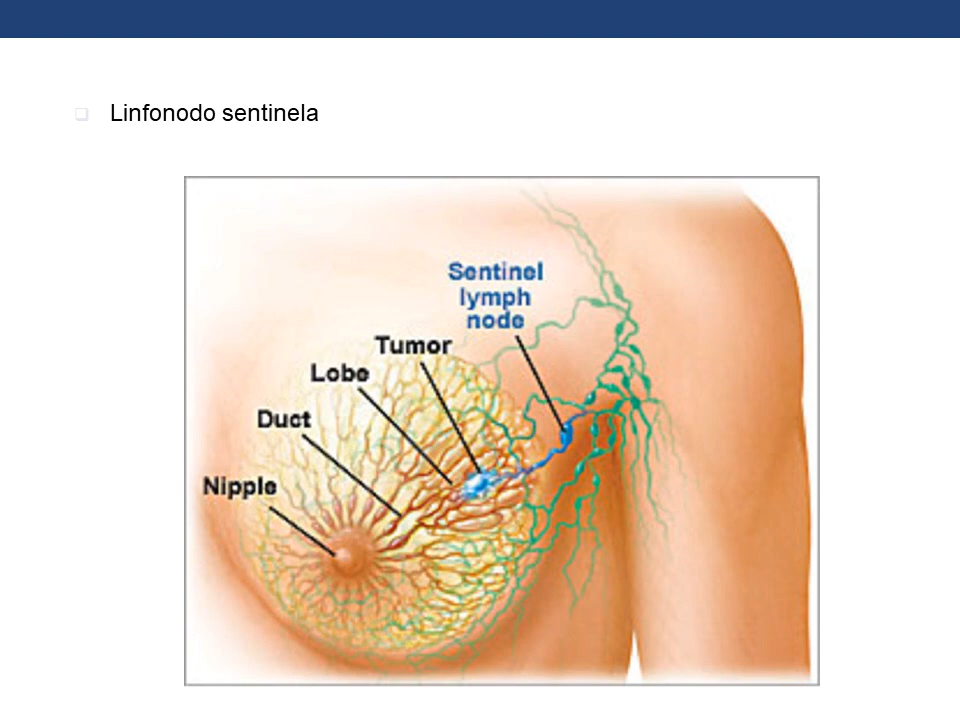 Linfonodo sentinela
Sentinel
lymph
node
Tumor
Lobe
Duct
Nipple